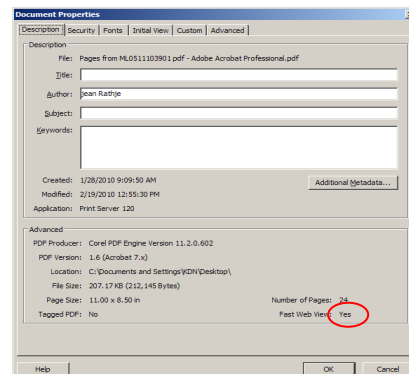 Document Properties
Description Security Fonts Initial View Custom Advanced
Description
File: Pages from ML0511103901.pdf - Adobe Acrobat Professional.pdf
Title:
Author: Jean Rathje
Subject:
Keywords:
Created: 1/28/2010 9:09:50 AM
Additional Metadata...
Modified: 2/19/2010 12:55:30 PM
Application: Print Server 120
Advanced
PDF Producer: Corel PDF Engine Version 11.2.0.602
PDF Version: 1.6 (Acrobat 7.x)
Location: C:\Documents and Settings\KDN\Desktop\
File Size: 207.17 KB (212,145 Bytes)
Page Size: 11.00 x 8.50 in Number of Pages: 24
Tagged PDF: No Fast Web View: Yes
Help OK Cancel